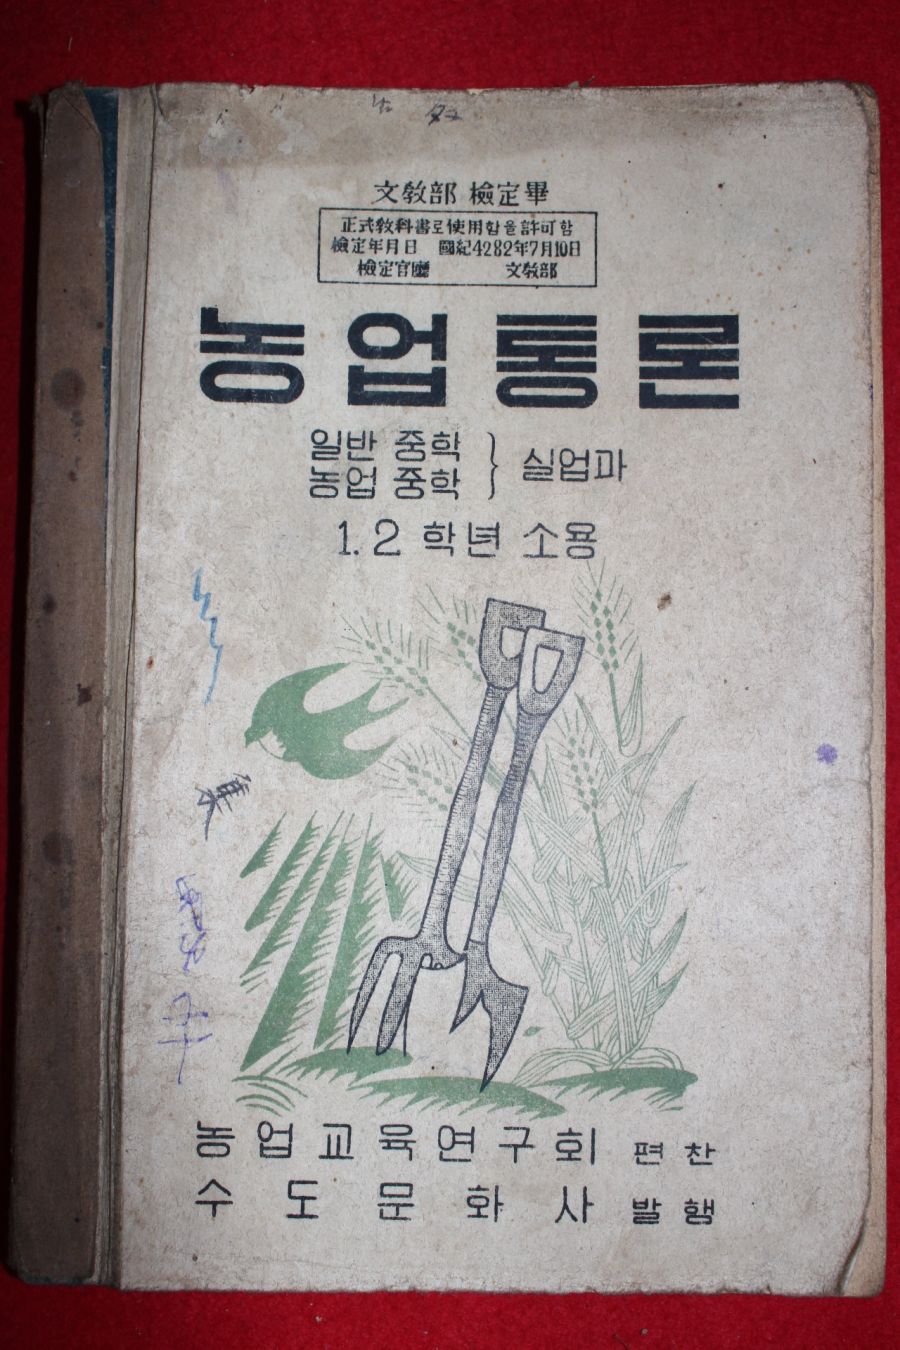 文敎部 檢定畢
正式敎科書로使用함을許可함
檢定年月日 國紀4282年7月10日
檢定官廳 文敎部
농업통론
일반 중학
농업 중학 } 실업과
1.2 학년 소용
농업교육연구회 편찬
수도문화사 발행